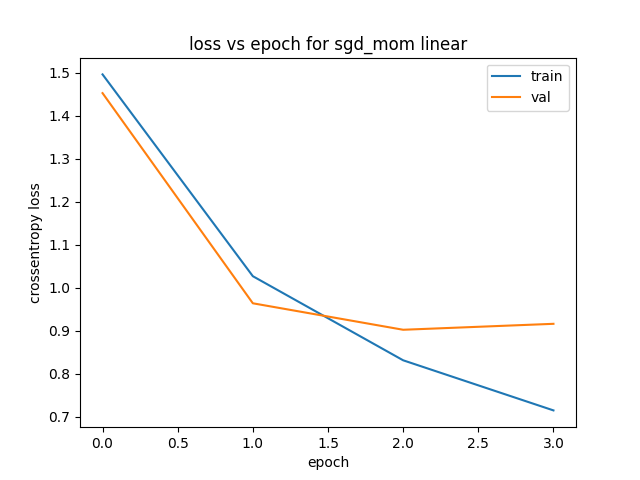 loss vs epoch for sgd_mom linear
train
val
crossentropy loss
1.5
1.4
1.3
1.2
1.1
1.0
0.9
0.8
0.7
0.0 0.5 1.0 1.5 2.0 2.5 3.0
epoch